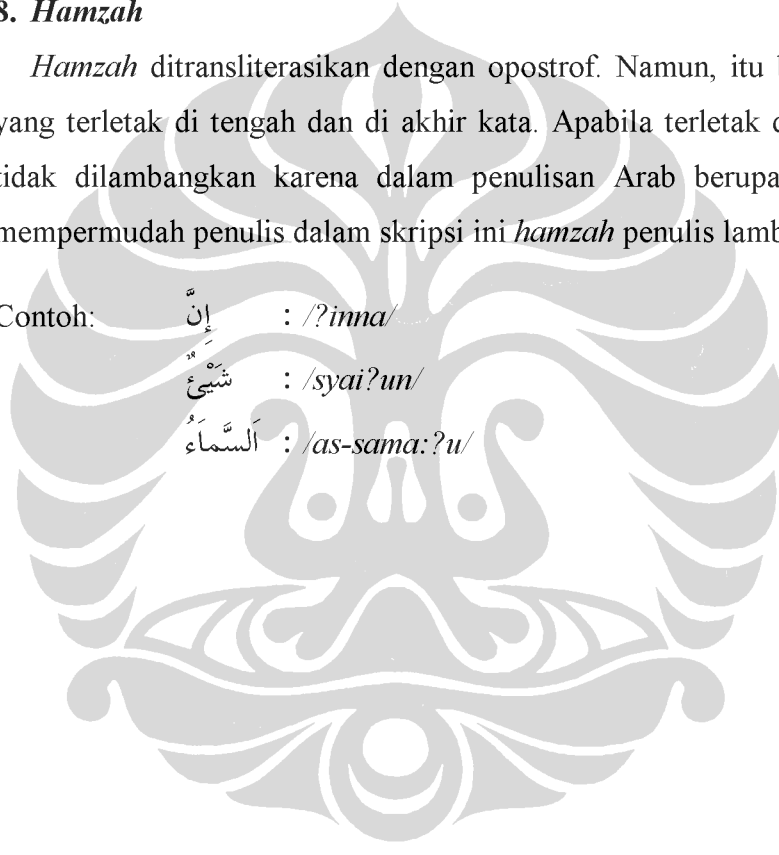 8. Hamzah
Hamzah ditransliterasikan dengan opostrof. Namun, itu
yang terletak di tengah dan di akhir kata. Apabila terletak
tidak dilambangkan karena dalam penulisan Arab berupa
mempermudah penulis dalam skripsi ini hamzah penulis
Contoh: إِنَّ : /?inna/
شَيْئٌ : /syai?un/
اَلسَّماَءُ : /as-sama:?u/